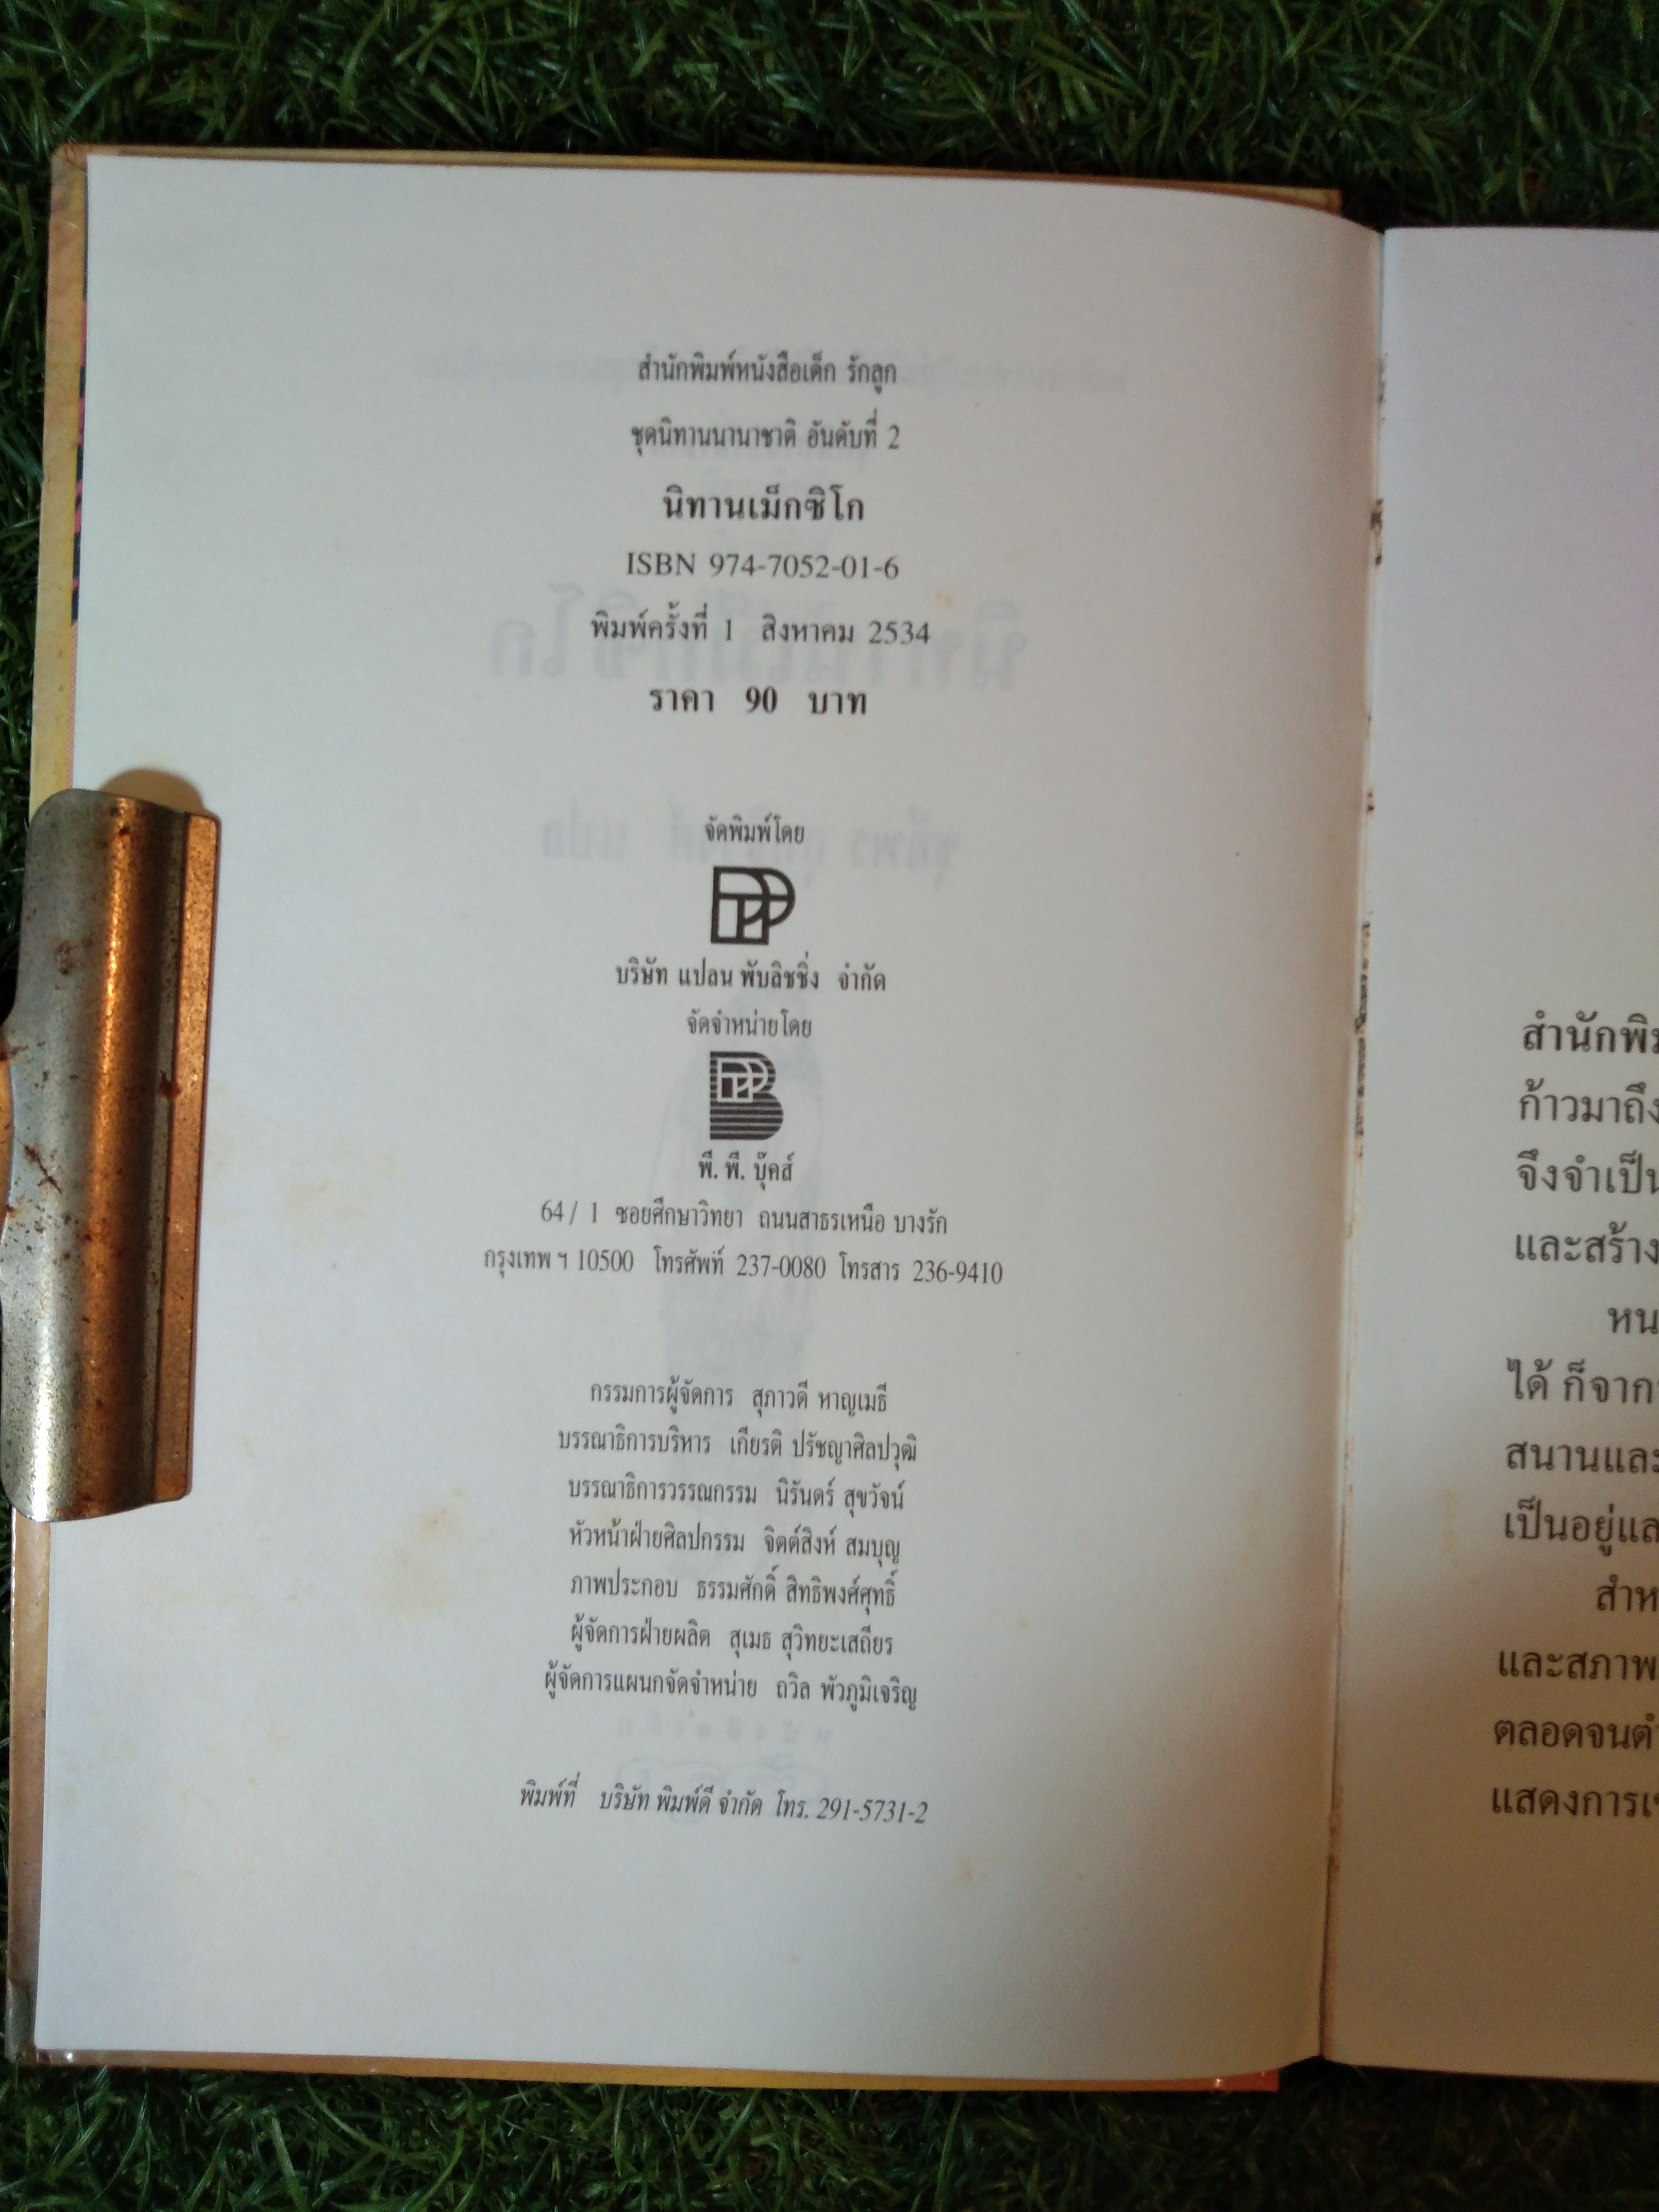 สำนักพิมพ์หนังสือเด็ก รักลูก
ชุดนิทานนานาชาติ อันดับที่ 2
นิทานเม็กซิโก
ISBN 974-7052-01-6
พิมพ์ครั้งที่ 1 สิงหาคม 2534
ราคา 90 บาท
จัดพิมพ์โดย
บริษัท แปลน พับลิชชิ่ง จำกัด
จัดจำหน่ายโดย
พี. พี. บุ๊คส์
64/ 1 ซอยศึกษาวิทยา ถนนสาธรเหนือ บางรัก
กรุงเทพ ฯ 10500 โทรศัพท์ 237-0080 โทรสาร 236-9410
กรรมการผู้จัดการ สุภาวดี หาญเมธี
บรรณาธิการบริหาร เกียรติ ปรัชญาศิลปวุฒิ
บรรณาธิการวรรณกรรม นิรันดร์ สุขวัจน์
หัวหน้าฝ่ายศิลปกรรม จิตต์สิงห์ สมบุญ
ภาพประกอบ ธรรมศักดิ์ สิทธิพงศ์ศุทธิ์
ผู้จัดการฝ่ายผลิต สุเมธ สุวิทยะเสถียร
ผู้จัดการแผนกจัดจำหน่าย ถวิล พัวภูมิเจริญ
พิมพ์ที่ บริษัท พิมพ์ดี จำกัด โทร. 291-5731-2
สำนักพิม
ก้าวมาถึง
จึงจำเป็น
และสร้าง
หน
ได้ ก็จาก
สนานและ
เป็นอยู่แล
สำห
และสภาพ
ตลอดจนตำ
แสดงการเ